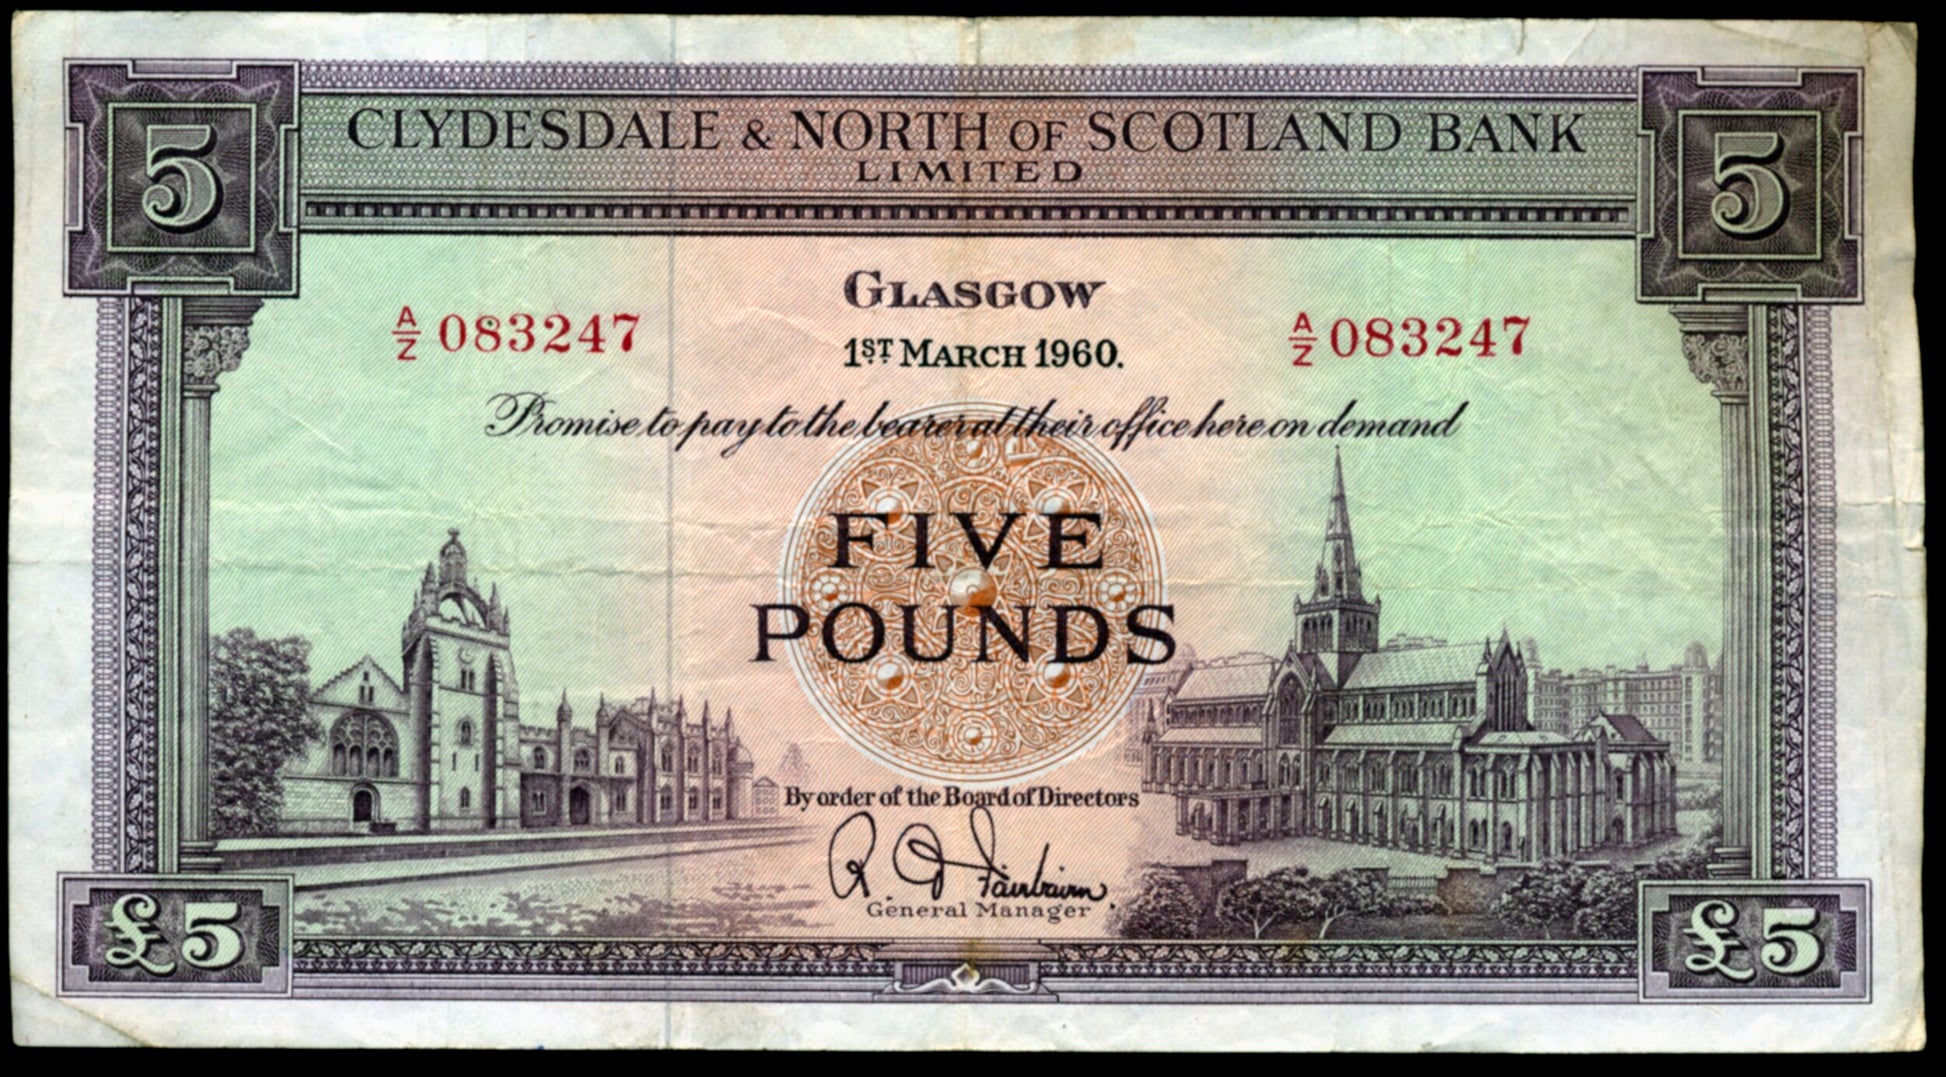 5 5
CLYDESDALE & NORTH OF SCOTLAND BANK
LIMITED
GLASGOW
A/Z 083247 A/Z 083247
1ST MARCH 1960.
Promise to pay to the bearer at their office here on demand
FIVE
POUNDS
By order of the Board of Directors
R. D. Fairbairn
General Manager
£5 £5